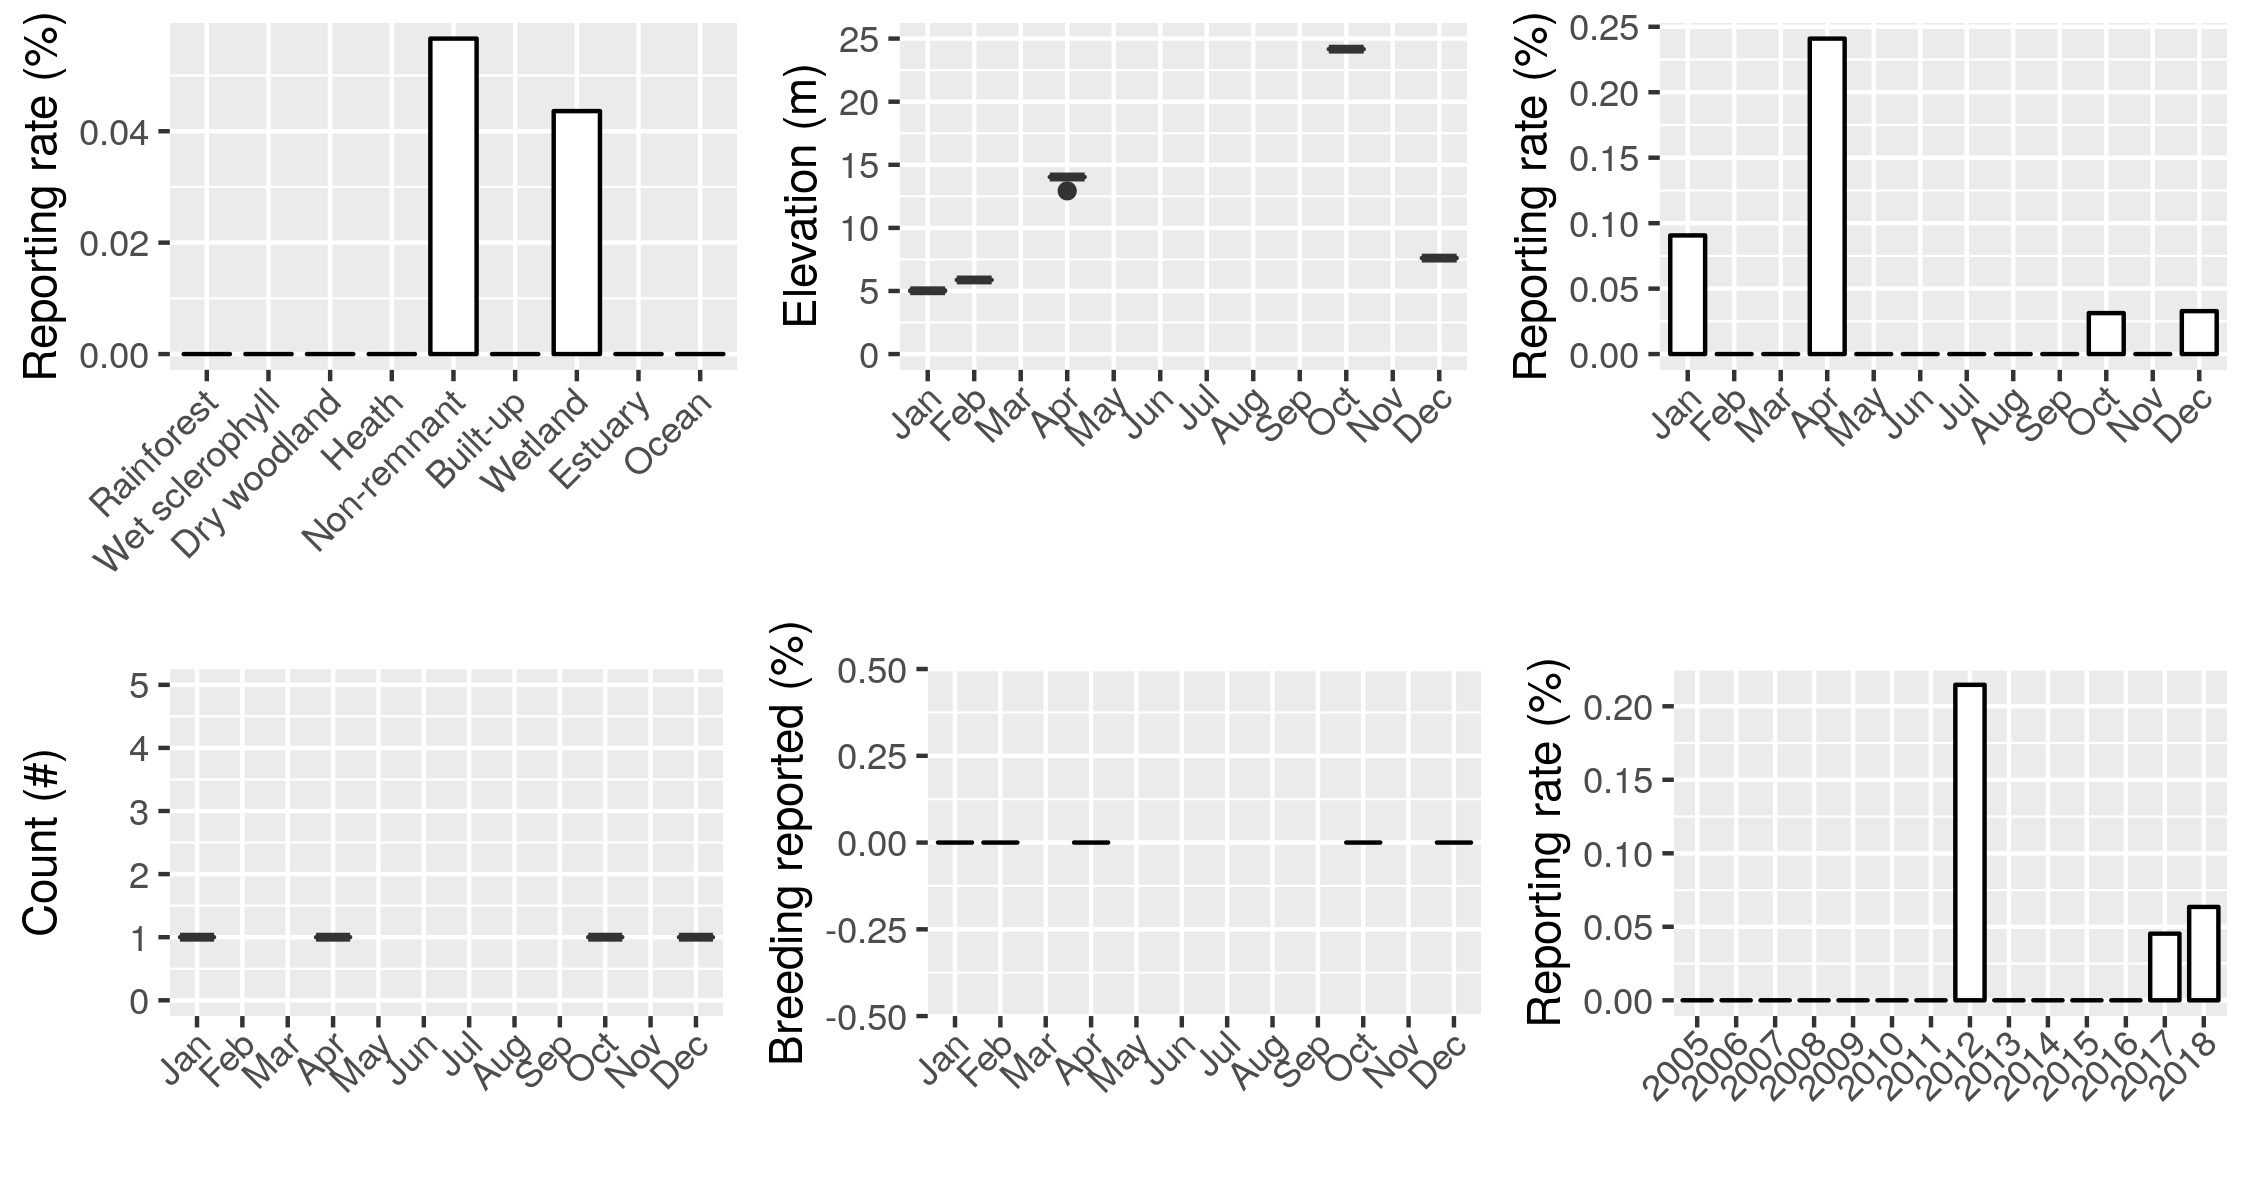 Reporting rate (%)
0.04
0.02
0.00
Rainforest
Wet sclerophyll
Dry woodland
Heath
Non-remnant
Built-up
Wetland
Estuary
Ocean
Elevation (m)
25
20
15
10
5
0
Jan Feb Mar Apr May Jun Jul Aug Sep Oct Nov Dec
Reporting rate (%)
0.25
0.20
0.15
0.10
0.05
0.00
Jan Feb Mar Apr May Jun Jul Aug Sep Oct Nov Dec
Count (#)
5
4
3
2
1
0
Jan Feb Mar Apr May Jun Jul Aug Sep Oct Nov Dec
Breeding reported (%)
0.50
0.25
0.00
-0.25
-0.50
Jan Feb Mar Apr May Jun Jul Aug Sep Oct Nov Dec
Reporting rate (%)
0.20
0.15
0.10
0.05
0.00
2005 2006 2007 2008 2009 2010 2011 2012 2013 2014 2015 2016 2017 2018